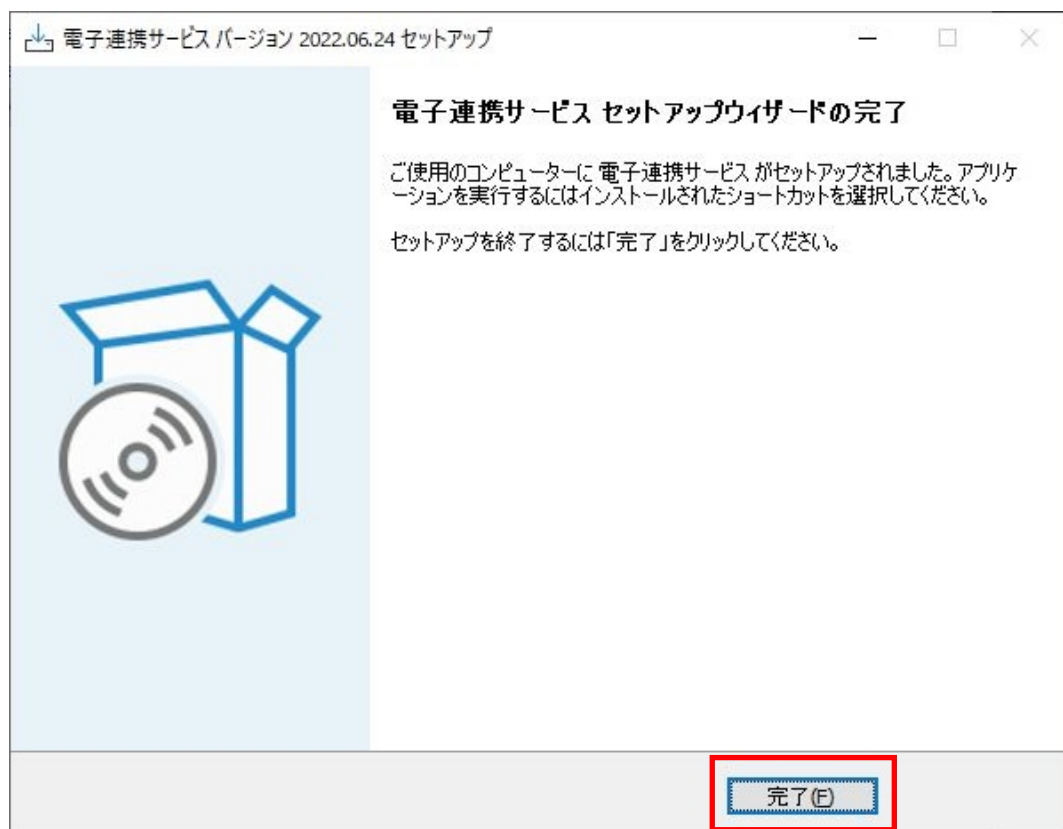 電子連携サービス バージョン 2022.06.24 セットアップ
電子連携サービス セットアップウィザードの完了
ご使用のコンピューターに 電子連携サービス がセットアップされました。アプリケ
ーションを実行するにはインストールされたショートカットを選択してください。
セットアップを終了するには「完了」をクリックしてください。
完了(F)